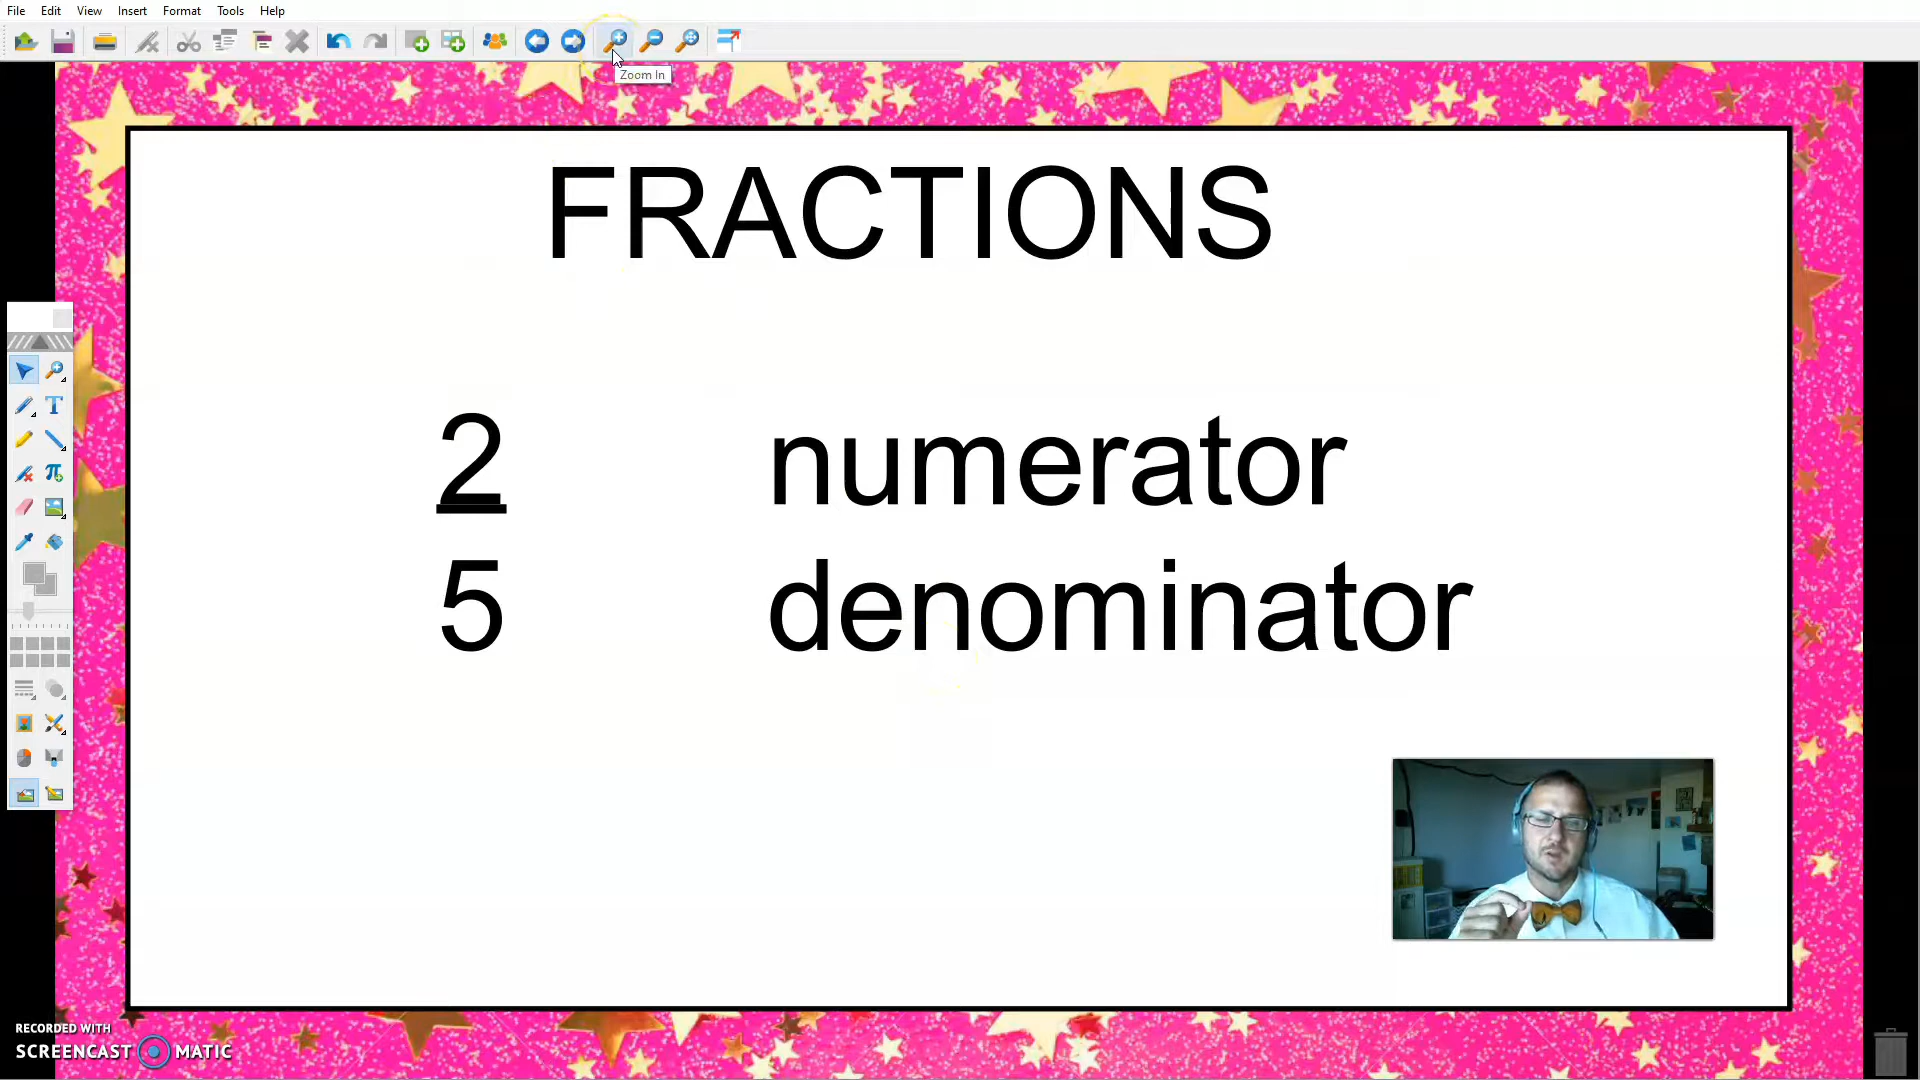 File Edit View Insert Format Tools Help
Zoom In
FRACTIONS
2 numerator
5 denominator
RECORDED WITH
SCREENCAST MATIC